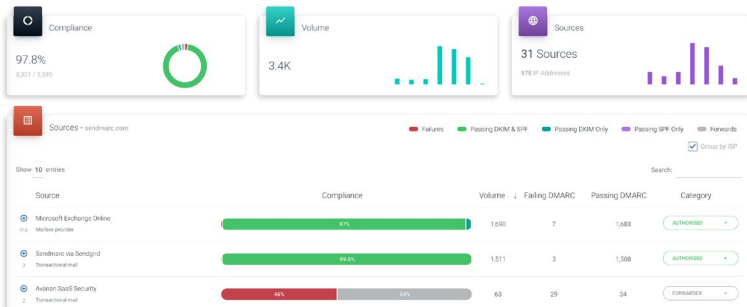 Compliance
97.8%
Volume
3.4K
Sources
31 Sources
978 IP Addresses
Sources - sendmarc.com
Failures
Passing DKIM & SPF
Passing DKIM Only
Passing SPF Only
Forwards
Group by ISP
Show 10 entries
Search:
Source Compliance Volume ↓ Failing DMARC Passing DMARC Category
Microsoft Exchange Online 97% 1,690 7 1,683 AUTHORISED
Mailbox provider
Sendmarc via Sendgrid 99.6% 1,511 3 1,508 AUTHORISED
2 Transactional mail
Avanan SaaS Security 46% 54% 63 29 34 FORWARDER
2 Transactional mail